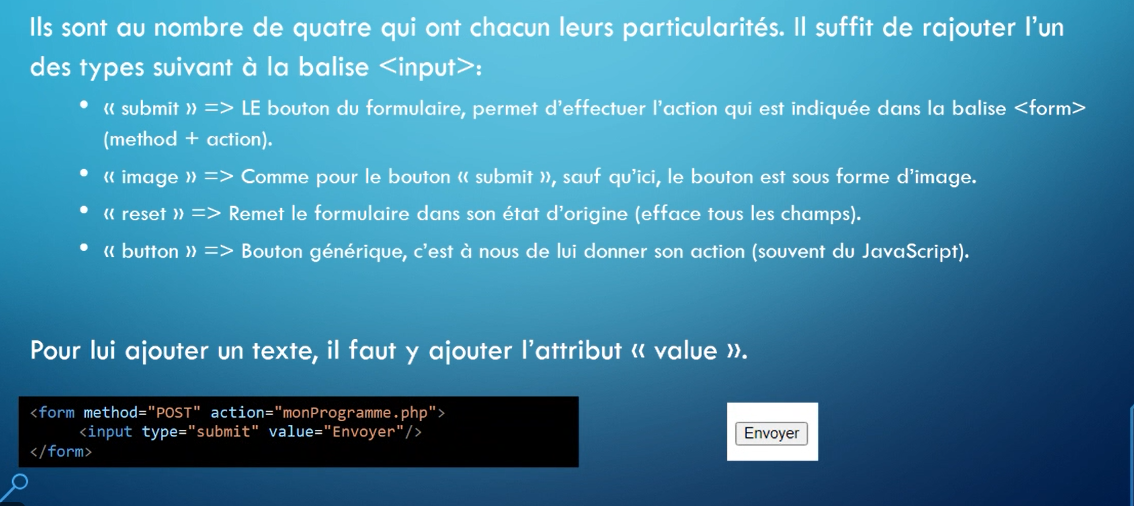 Ils sont au nombre de quatre qui ont chacun leurs particularités. Il suffit de rajouter l'un
des types suivant à la balise <input>:
• « submit » => LE bouton du formulaire, permet d'effectuer l'action qui est indiquée dans la balise <form>
(method + action).
• « image » => Comme pour le bouton « submit », sauf qu'ici, le bouton est sous forme d'image.
• « reset » => Remet le formulaire dans son état d'origine (efface tous les champs).
• « button » => Bouton générique, c'est à nous de lui donner son action (souvent du JavaScript).
Pour lui ajouter un texte, il faut y ajouter l'attribut « value ».
<form method="POST" action="monProgramme.php">
<input type="submit" value="Envoyer"/>
</form>
Envoyer